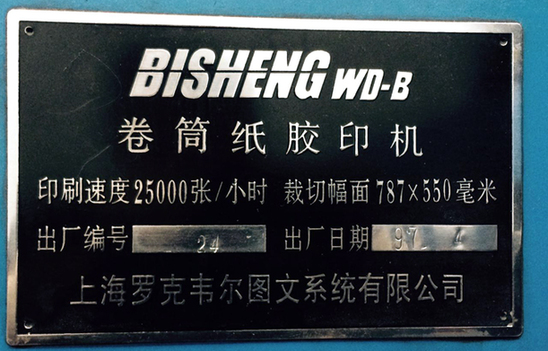 BISHENG WD-B
卷筒纸胶印机
印刷速度25000张/小时 裁切幅面787×550毫米
出厂编号 24 出厂日期 97 4
上海罗克韦尔图文系统有限公司